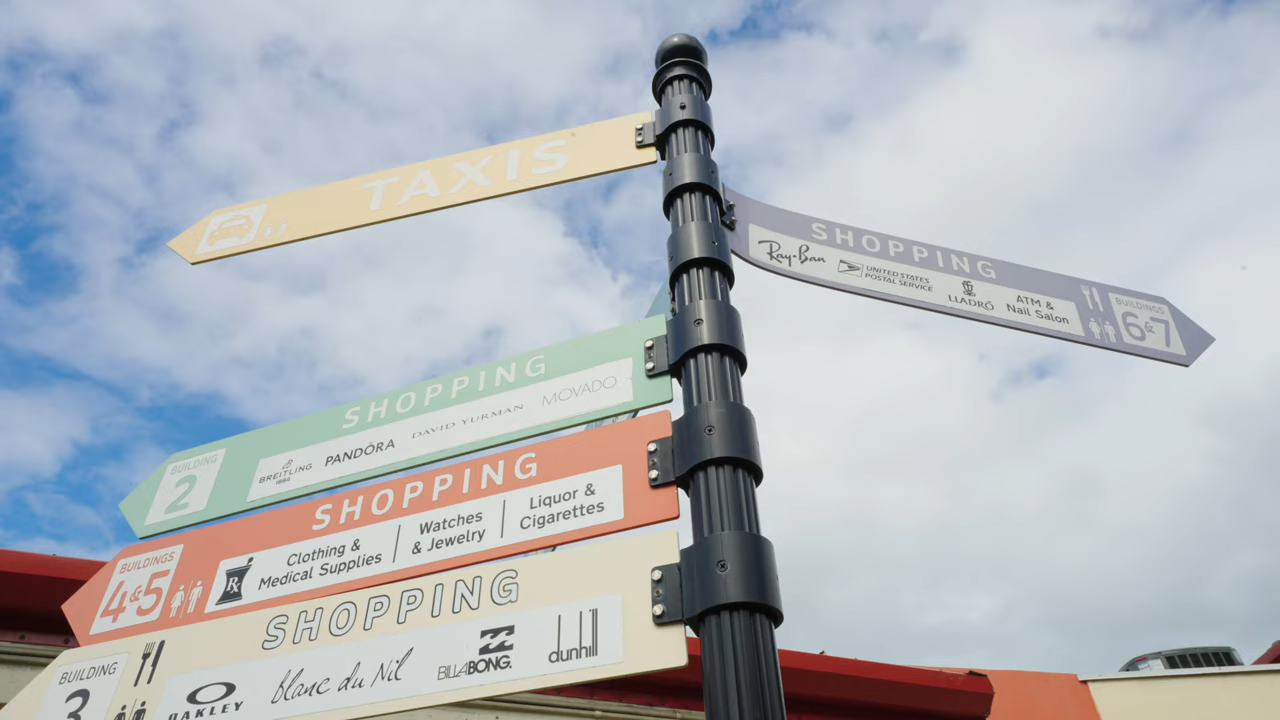 TAXIS
SHOPPING
Ray-Ban
UNITED STATES
POSTAL SERVICE
LLADRÓ
ATM &
Nail Salon
BUILDINGS
6&7
SHOPPING
BUILDING
2
BREITLING
1884
PANDÓRA
DAVID YURMAN
MOVADO
SHOPPING
BUILDINGS
4&5
Rx
Clothing &
Medical Supplies
Watches
& Jewelry
Liquor &
Cigarettes
SHOPPING
BUILDING
3
OAKLEY
blanc du Nil
BILLABONG.
dunhill